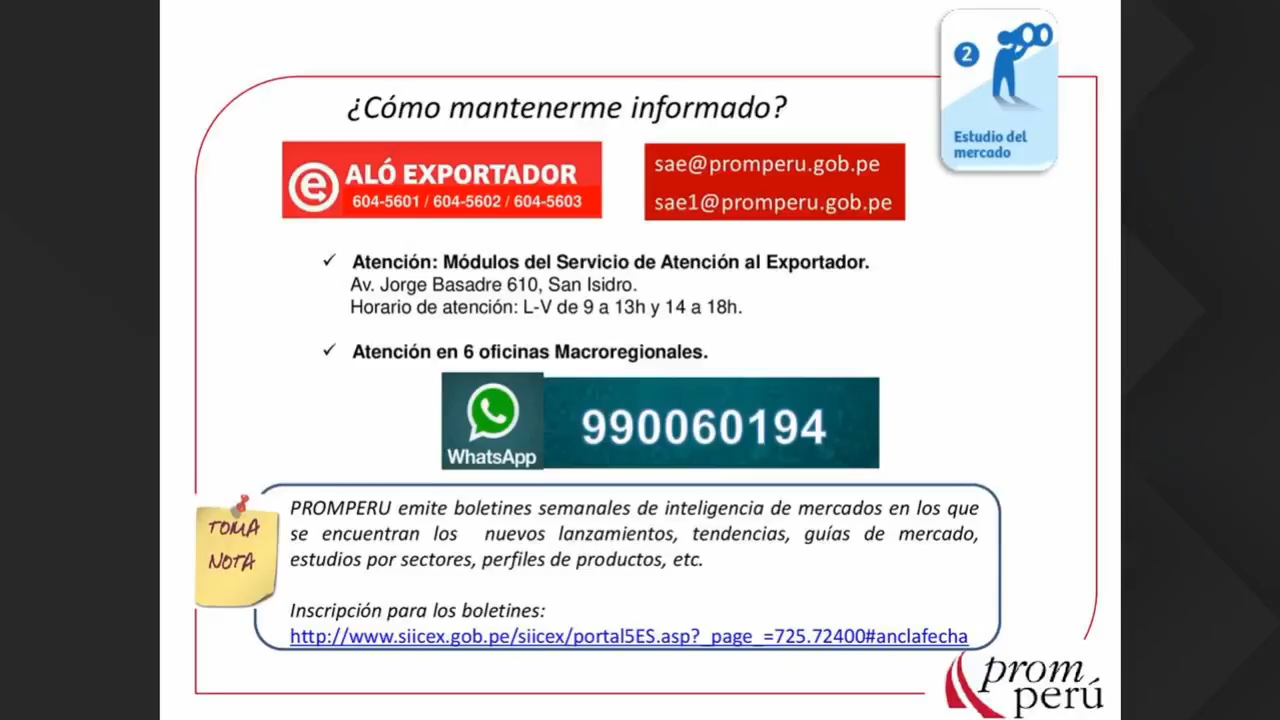 2
Estudio del
mercado
¿Cómo mantenerme informado?
ALÓ EXPORTADOR
604-5601 / 604-5602 / 604-5603
sae@promperu.gob.pe
sae1@promperu.gob.pe
✓ Atención: Módulos del Servicio de Atención al Exportador.
Av. Jorge Basadre 610, San Isidro.
Horario de atención: L-V de 9 a 13h y 14 a 18h.
✓ Atención en 6 oficinas Macroregionales.
WhatsApp
990060194
TOMA
NOTA
PROMPERU emite boletines semanales de inteligencia de mercados en los que
se encuentran los nuevos lanzamientos, tendencias, guías de mercado,
estudios por sectores, perfiles de productos, etc.
Inscripción para los boletines:
http://www.siicex.gob.pe/siicex/portal5ES.asp?_page_=725.72400#anclafecha
prom
perú